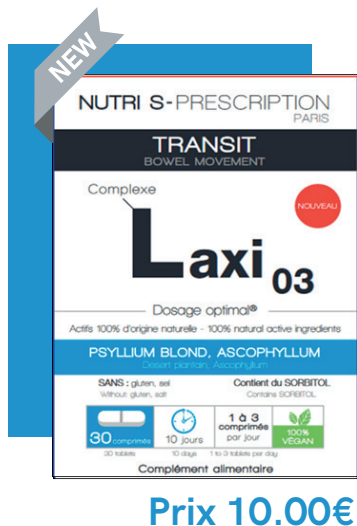 NEW
NUTRI S-PRESCRIPTION
PARIS
TRANSIT
BOWEL MOVEMENT
Complexe
NOUVEAU
Laxi 03
Dosage optimal®
Actifs 100% d'origine naturelle - 100% natural active ingredients
PSYLLIUM BLOND, ASCOPHYLLUM
Desert plantain, Ascophyllum
SANS : gluten, sel
Without: gluten, salt
Contient du SORBITOL
Contains SORBITOL
30 comprimés
30 tablets
10 jours
10 days
1 à 3
comprimés
par jour
1 to 3 tablets per day
100%
VÉGAN
Complément alimentaire
Prix 10.00€